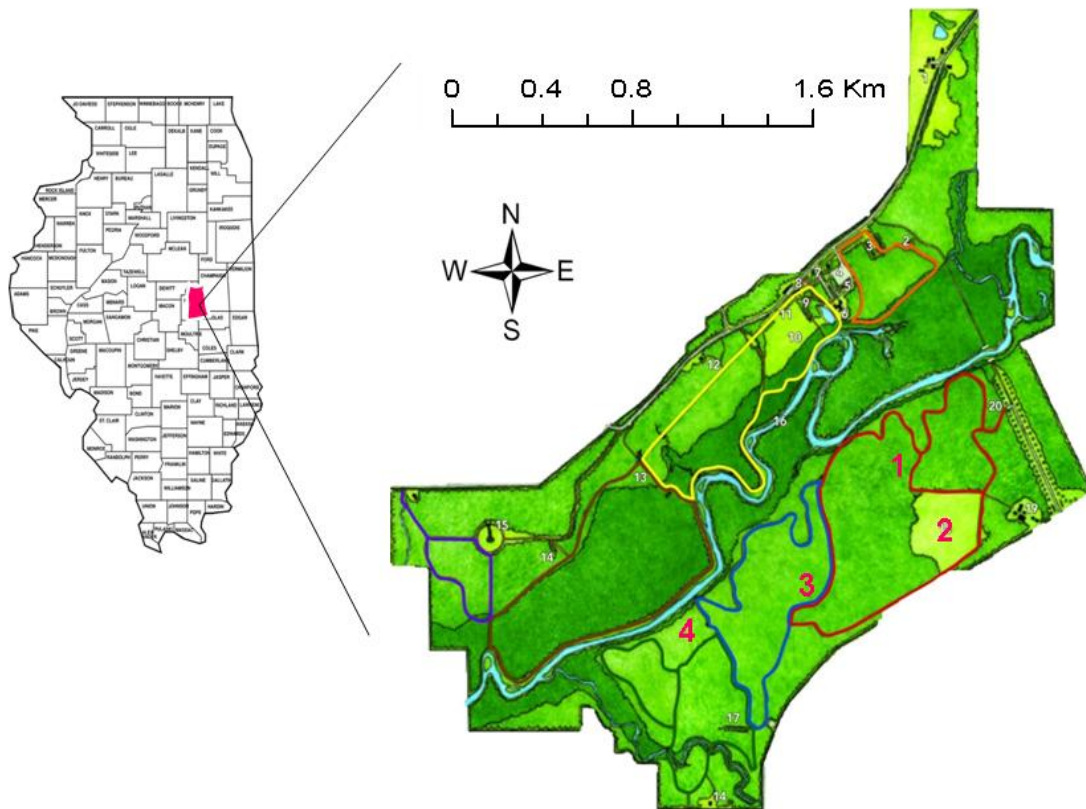 0 0.4 0.8 1.6 Km
N
W E
S
JO DAVIESS STEPHENSON WINNEBAGO BOONE MCHENRY LAKE
CARROLL OGLE DEKALB KANE COOK
DUPAGE
WHITESIDE LEE
KENDALL WILL
ROCK ISLAND HENRY BUREAU LASALLE GRUNDY
MERCER
KNOX STARK KANKAKEE
WARREN MARSHALL LIVINGSTON
PEORIA IROQUOIS
HENDERSON WOODFORD
HANCOCK MCDONOUGH FULTON MCLEAN FORD
TAZEWELL CHAMPAIGN VERMILION
MASON LOGAN DEWITT
ADAMS SCHUYLER
BROWN CASS MENARD MACON
PIKE MORGAN SANGAMON EDGAR
SCOTT CHRISTIAN MOULTRIE
GREENE MACOUPIN SHELBY COLES CLARK
CALHOUN CUMBERLAND
JERSEY MONTGOMERY
FAYETTE EFFINGHAM JASPER
MADISON BOND
CLAY RICHLAND
CLINTON MARION
ST. CLAIR WAYNE
WASHINGTON JEFFERSON
MONROE
RANDOLPH PERRY HAMILTON WHITE
FRANKLIN
JACKSON SALINE GALLATIN
WILLIAMSON
UNION JOHNSON POPE HARDIN
3 2
7
8 5
9 6
11
10
12
16
13
20
1
15
2 19
14
3
4
17
14